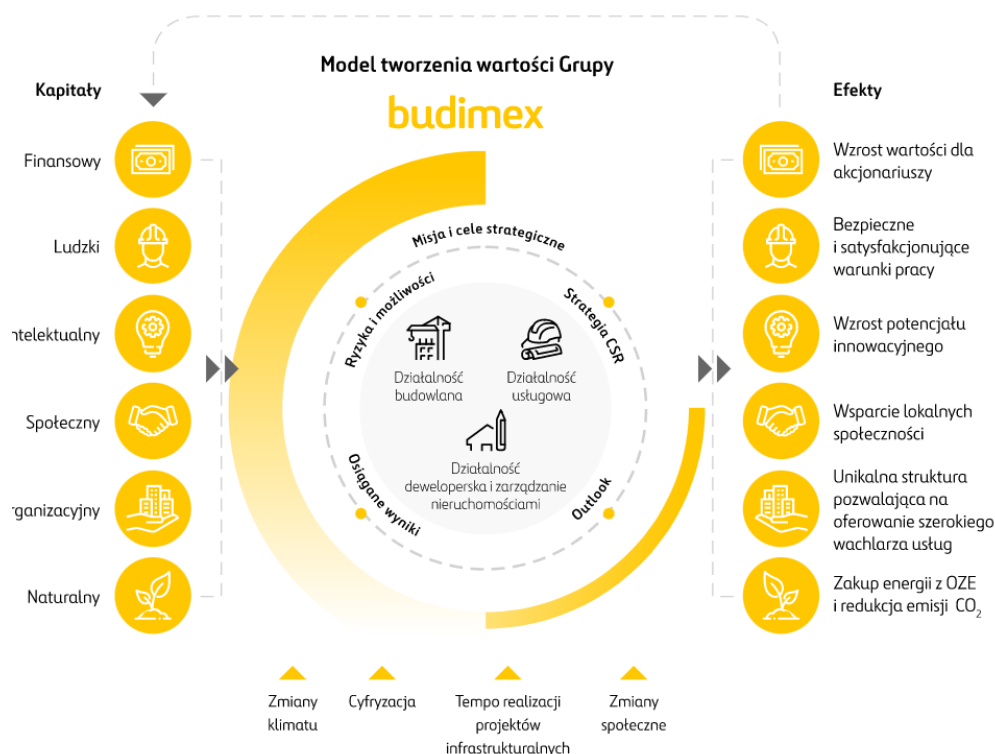 Model tworzenia wartości Grupy
budimex
Kapitały
Finansowy
Ludzki
ntelektualny
Społeczny
rganizacyjny
Naturalny
Misja i cele strategiczne
Ryzyka i możliwości
Strategia CSR
Osiągane wyniki
Outlook
Działalność
budowlana
Działalność
usługowa
Działalność
deweloperska i zarządzanie
nieruchomościami
Efekty
Wzrost wartości dla
akcjonariuszy
Bezpieczne
i satysfakcjonujące
warunki pracy
Wzrost potencjału
innowacyjnego
Wsparcie lokalnych
społeczności
Unikalna struktura
pozwalająca na
oferowanie szerokiego
wachlarza usług
Zakup energii z OZE
i redukcja emisji CO₂
Zmiany
klimatu
Cyfryzacja
Tempo realizacji
projektów
infrastrukturalnych
Zmiany
społeczne